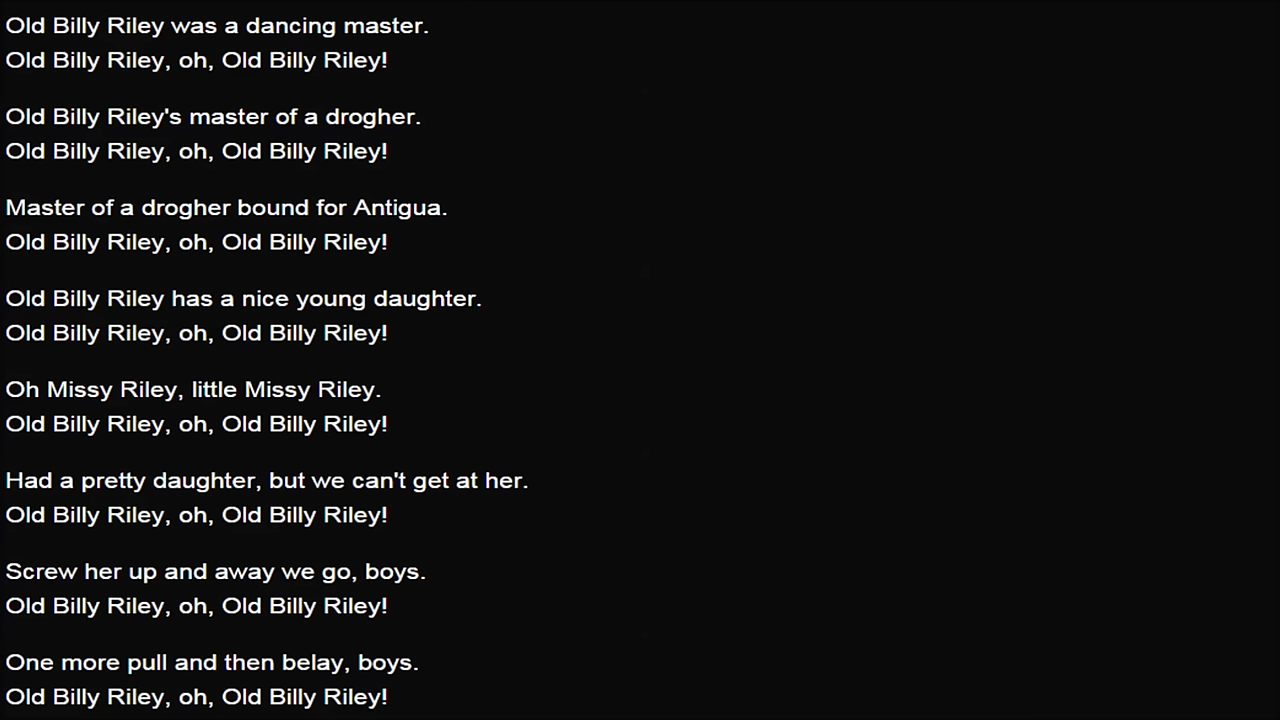 Old Billy Riley was a dancing master.
Old Billy Riley, oh, Old Billy Riley!
Old Billy Riley's master of a drogher.
Old Billy Riley, oh, Old Billy Riley!
Master of a drogher bound for Antigua.
Old Billy Riley, oh, Old Billy Riley!
Old Billy Riley has a nice young daughter.
Old Billy Riley, oh, Old Billy Riley!
Oh Missy Riley, little Missy Riley.
Old Billy Riley, oh, Old Billy Riley!
Had a pretty daughter, but we can't get at her.
Old Billy Riley, oh, Old Billy Riley!
Screw her up and away we go, boys.
Old Billy Riley, oh, Old Billy Riley!
One more pull and then belay, boys.
Old Billy Riley, oh, Old Billy Riley!